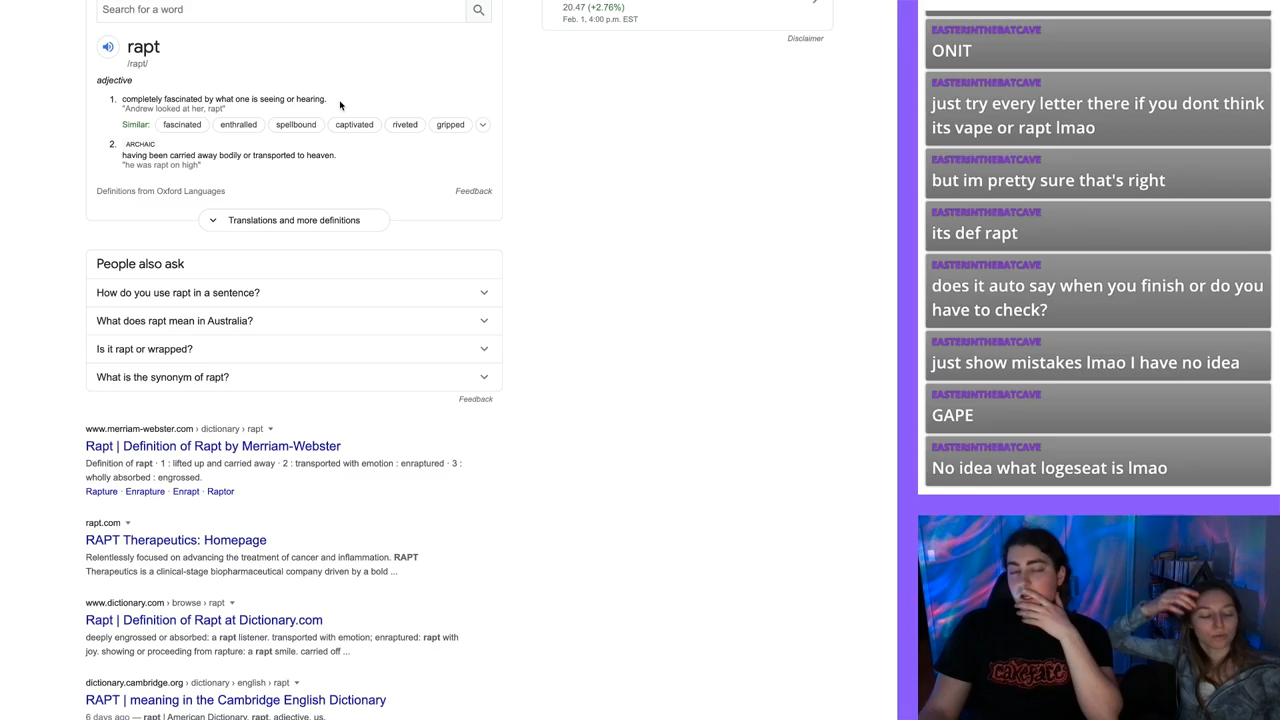 Search for a word
rapt
/rapt/
adjective
1. completely fascinated by what one is seeing or hearing.
"Andrew looked at her, rapt"
Similar: fascinated enthralled spellbound captivated riveted gripped
2. ARCHAIC
having been carried away bodily or transported to heaven.
"he was rapt on high"
Definitions from Oxford Languages
Feedback
Translations and more definitions
People also ask
How do you use rapt in a sentence?
What does rapt mean in Australia?
Is it rapt or wrapped?
What is the synonym of rapt?
Feedback
www.merriam-webster.com › dictionary › rapt
Rapt | Definition of Rapt by Merriam-Webster
Definition of rapt · 1 : lifted up and carried away · 2 : transported with emotion : enraptured · 3 :
wholly absorbed : engrossed.
Rapture · Enrapture · Enrapt · Raptor
rapt.com
RAPT Therapeutics: Homepage
Relentlessly focused on advancing the treatment of cancer and inflammation. RAPT
Therapeutics is a clinical-stage biopharmaceutical company driven by a bold ...
www.dictionary.com › browse › rapt
Rapt | Definition of Rapt at Dictionary.com
deeply engrossed or absorbed: a rapt listener. transported with emotion; enraptured: rapt with
joy. showing or proceeding from rapture: a rapt smile. carried off ...
dictionary.cambridge.org › dictionary › english › rapt
RAPT | meaning in the Cambridge English Dictionary
6 days ago — rapt | American Dictionary. rapt. adjective. us.
20.47 (+2.76%)
Feb. 1, 4:00 p.m. EST
Disclaimer
EASTERINTHEBATCAVE
ONIT
EASTERINTHEBATCAVE
just try every letter there if you dont think
its vape or rapt lmao
EASTERINTHEBATCAVE
but im pretty sure that's right
EASTERINTHEBATCAVE
its def rapt
EASTERINTHEBATCAVE
does it auto say when you finish or do you
have to check?
EASTERINTHEBATCAVE
just show mistakes lmao I have no idea
EASTERINTHEBATCAVE
GAPE
EASTERINTHEBATCAVE
No idea what logeseat is lmao
cakeface